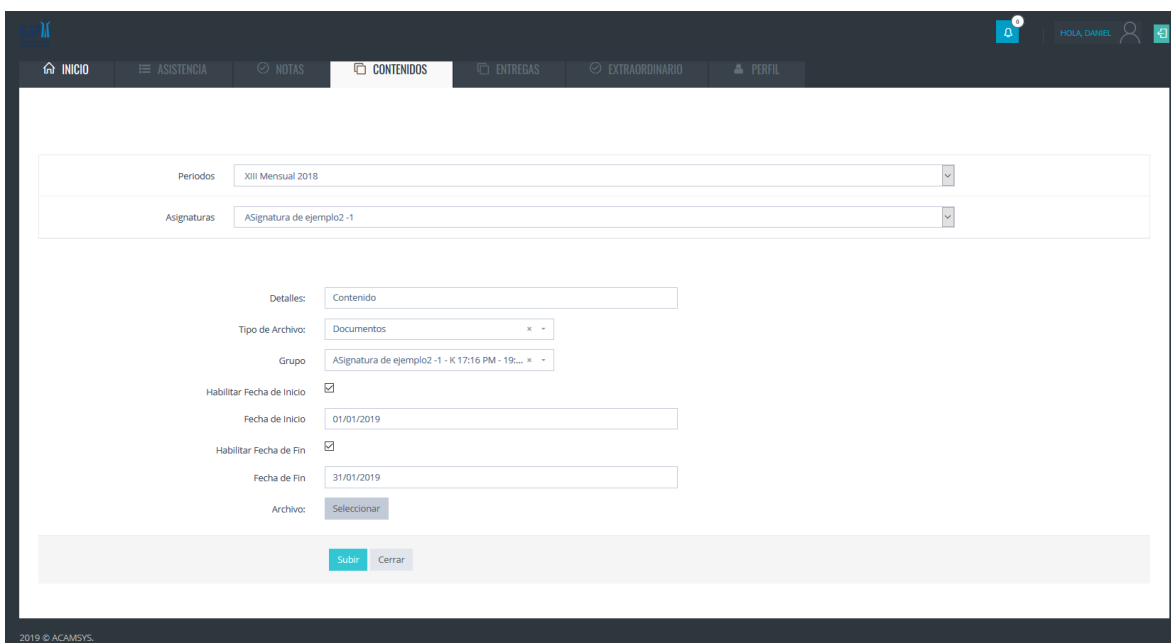 0
HOLA, DANIEL
INICIO ASISTENCIA NOTAS CONTENIDOS ENTREGAS EXTRAORDINARIO PERFIL
Periodos XIII Mensual 2018
Asignaturas ASignatura de ejemplo2 -1
Detalles: Contenido
Tipo de Archivo: Documentos ×
Grupo ASignatura de ejemplo2 -1 - K 17:16 PM - 19:... ×
Habilitar Fecha de Inicio
Fecha de Inicio 01/01/2019
Habilitar Fecha de Fin
Fecha de Fin 31/01/2019
Archivo: Seleccionar
Subir Cerrar
2019 © ACAMSYS.